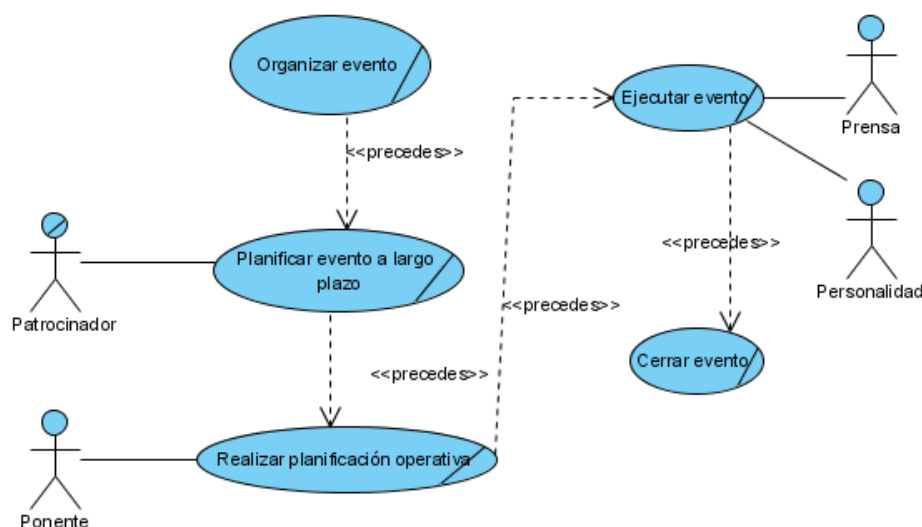 Organizar evento
Ejecutar evento
Prensa
<<precedes>>
Planificar evento a largo
plazo
Patrocinador
<<precedes>>
Personalidad
<<precedes>>
<<precedes>>
Cerrar evento
Realizar planificación operativa
Ponente